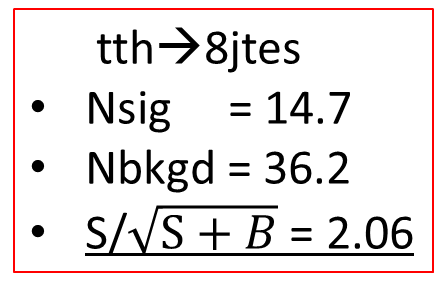 tth→8jtes
• Nsig = 14.7
• Nbkgd = 36.2
• S/√S + B = 2.06